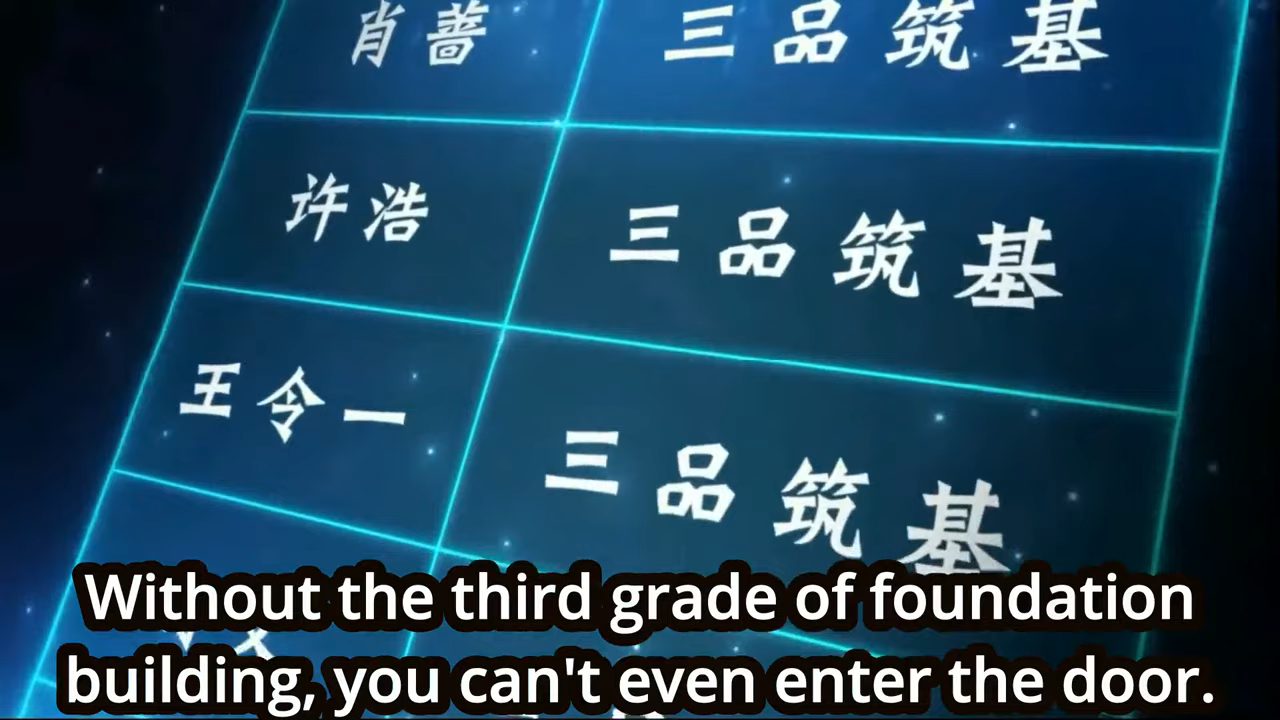 肖蔷 三品筑基
许浩 三品筑基
王令一 三品筑基
Without the third grade of foundation
building, you can't even enter the door.